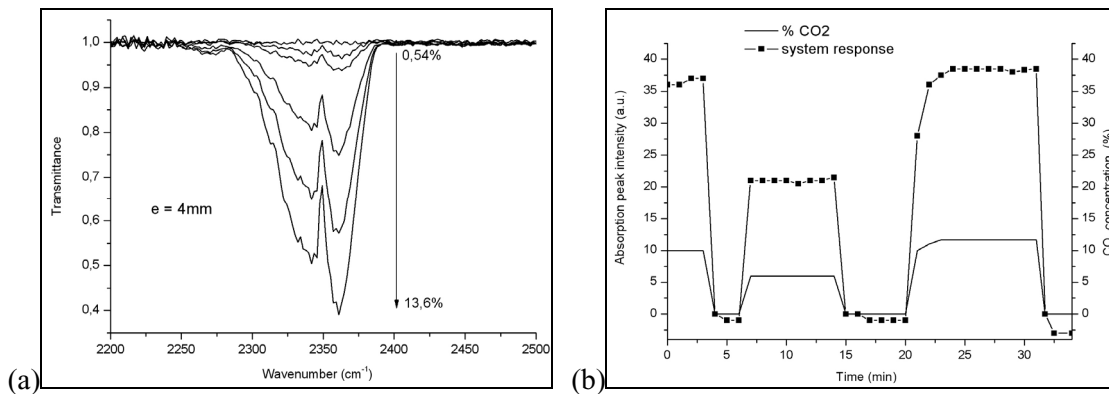 (a)
1,0
0,9
0,8
0,7
0,6
0,5
0,4
Transmittance
0,54%
e = 4mm
13,6%
2200 2250 2300 2350 2400 2450 2500
Wavenumber (cm⁻¹)
(b)
% CO2
system response
40
35
30
25
20
15
10
5
0
Absorption peak intensity (a.u.)
40
35
30
25
20
15
10
5
0
CO₂ concentration (%)
0 5 10 15 20 25 30
Time (min)